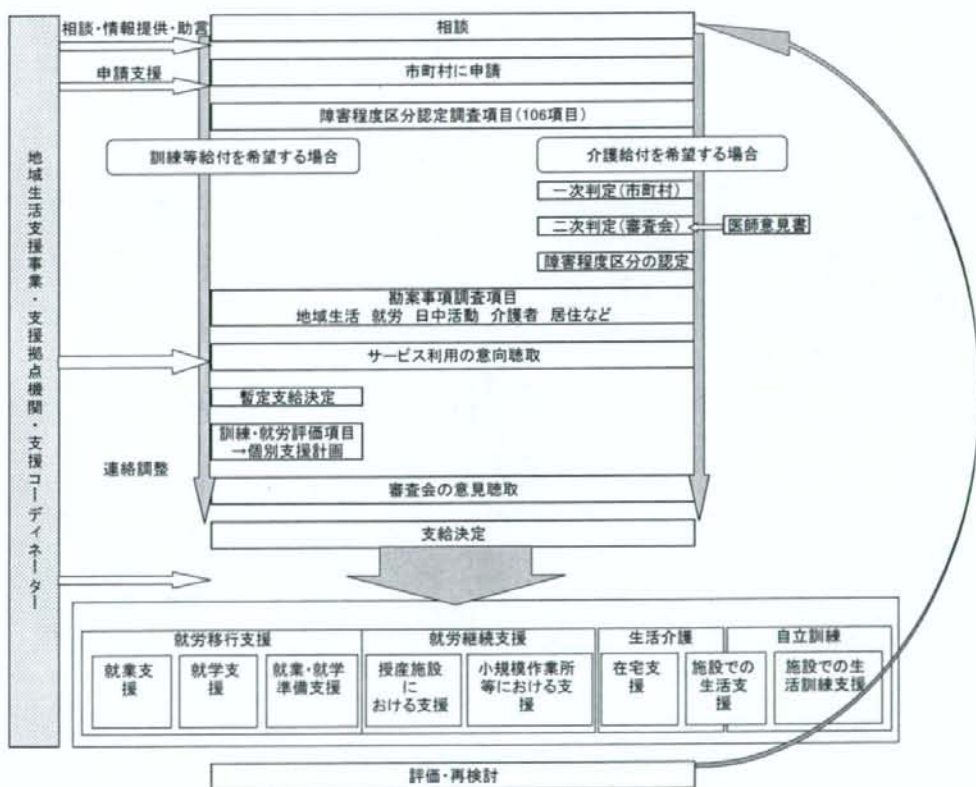 相談・情報提供・助言
相談
申請支援
市町村に申請
障害程度区分認定調査項目(106項目)
訓練等給付を希望する場合
介護給付を希望する場合
一次判定(市町村)
二次判定(審査会)
医師意見書
障害程度区分の認定
勘案事項調査項目
地域生活 就労 日中活動 介護者 居住など
サービス利用の意向聴取
暫定支給決定
訓練・就労評価項目
→個別支援計画
連絡調整
審査会の意見聴取
支給決定
地域生活支援事業・支援拠点機関・支援コーディネーター
就労移行支援
就労継続支援
生活介護
自立訓練
就業支
援
就学支
援
就業・就学
準備支援
授産施設
に
おける支援
小規模作業所
等における支
援
在宅支
援
施設での
生活支
援
施設での生
活訓練支援
評価・再検討